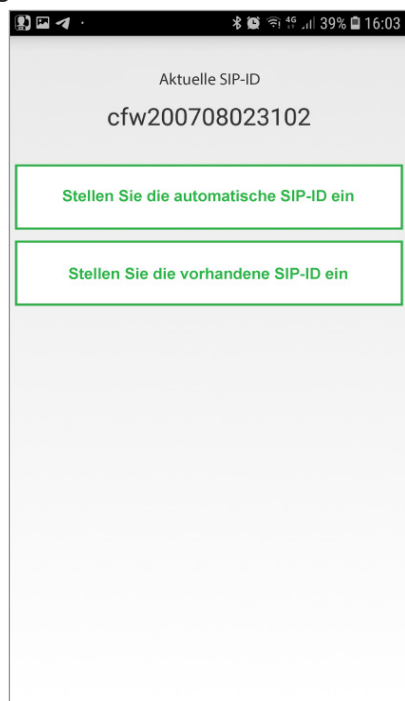 4G 39% 16:03
Aktuelle SIP-ID
cfw200708023102
Stellen Sie die automatische SIP-ID ein
Stellen Sie die vorhandene SIP-ID ein